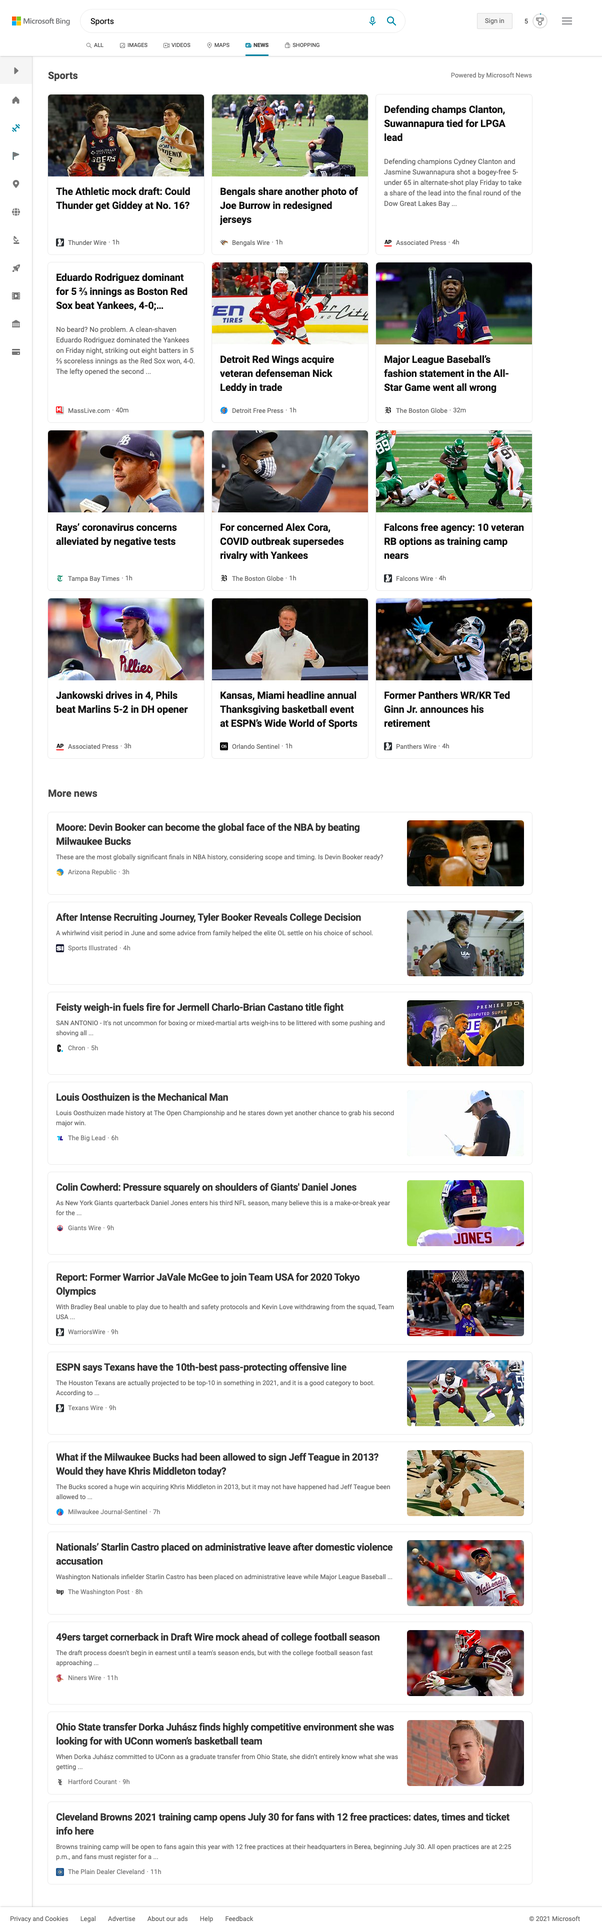 Microsoft Bing
Sports
Sign in
5
ALL
IMAGES
VIDEOS
MAPS
NEWS
SHOPPING
Sports
Powered by Microsoft News
The Athletic mock draft: Could
Thunder get Giddey at No. 16?
Thunder Wire · 1h
Bengals share another photo of
Joe Burrow in redesigned
jerseys
Bengals Wire · 1h
Defending champs Clanton,
Suwannapura tied for LPGA
lead
Defending champions Cydney Clanton and
Jasmine Suwannapura shot a bogey-free 5-
under 65 in alternate-shot play Friday to take
a share of the lead into the final round of the
Dow Great Lakes Bay ...
AP Associated Press · 4h
Eduardo Rodriguez dominant
for 5 ⅔ innings as Boston Red
Sox beat Yankees, 4-0;...
No beard? No problem. A clean-shaven
Eduardo Rodriguez dominated the Yankees
on Friday night, striking out eight batters in 5
⅔ scoreless innings as the Red Sox won, 4-0.
The lefty opened the second ...
MassLive.com · 40m
Detroit Red Wings acquire
veteran defenseman Nick
Leddy in trade
Detroit Free Press · 1h
Major League Baseball's
fashion statement in the All-
Star Game went all wrong
The Boston Globe · 32m
Rays' coronavirus concerns
alleviated by negative tests
Tampa Bay Times · 1h
For concerned Alex Cora,
COVID outbreak supersedes
rivalry with Yankees
The Boston Globe · 1h
Falcons free agency: 10 veteran
RB options as training camp
nears
Falcons Wire · 4h
Phillies
Jankowski drives in 4, Phils
beat Marlins 5-2 in DH opener
AP Associated Press · 3h
Kansas, Miami headline annual
Thanksgiving basketball event
at ESPN's Wide World of Sports
Orlando Sentinel · 1h
Former Panthers WR/KR Ted
Ginn Jr. announces his
retirement
Panthers Wire · 4h
More news
Moore: Devin Booker can become the global face of the NBA by beating
Milwaukee Bucks
These are the most globally significant finals in NBA history, considering scope and timing. Is Devin Booker ready?
Arizona Republic · 3h
After Intense Recruiting Journey, Tyler Booker Reveals College Decision
A whirlwind visit period in June and some advice from family helped the elite OL settle on his choice of school.
Sports Illustrated · 4h
Feisty weigh-in fuels fire for Jermell Charlo-Brian Castano title fight
SAN ANTONIO - It's not uncommon for boxing or mixed-martial arts weigh-ins to be littered with some pushing and
shoving all ...
Chron · 5h
Louis Oosthuizen is the Mechanical Man
Louis Oosthuizen made history at The Open Championship and he stares down yet another chance to grab his second
major win.
The Big Lead · 6h
Colin Cowherd: Pressure squarely on shoulders of Giants' Daniel Jones
As New York Giants quarterback Daniel Jones enters his third NFL season, many believe this is a make-or-break year
for the ...
Giants Wire · 9h
JONES
Report: Former Warrior JaVale McGee to join Team USA for 2020 Tokyo
Olympics
With Bradley Beal unable to play due to health and safety protocols and Kevin Love withdrawing from the squad, Team
USA ...
WarriorsWire · 9h
ESPN says Texans have the 10th-best pass-protecting offensive line
The Houston Texans are actually projected to be top-10 in something in 2021, and it is a good category to boot.
According to ...
Texans Wire · 9h
What if the Milwaukee Bucks had been allowed to sign Jeff Teague in 2013?
Would they have Khris Middleton today?
The Bucks scored a huge win acquiring Khris Middleton in 2013, but it may not have happened had Jeff Teague been
allowed to ...
Milwaukee Journal-Sentinel · 7h
Nationals' Starlin Castro placed on administrative leave after domestic violence
accusation
Washington Nationals infielder Starlin Castro has been placed on administrative leave while Major League Baseball ...
wp The Washington Post · 8h
49ers target cornerback in Draft Wire mock ahead of college football season
The draft process doesn't begin in earnest until a team's season ends, but with the college football season fast
approaching ...
Niners Wire · 11h
Ohio State transfer Dorka Juhász finds highly competitive environment she was
looking for with UConn women's basketball team
When Dorka Juhász committed to UConn as a graduate transfer from Ohio State, she didn't entirely know what she was
getting ...
Hartford Courant · 9h
Cleveland Browns 2021 training camp opens July 30 for fans with 12 free practices: dates, times and ticket
info here
Browns training camp will be open to fans again this year with 12 free practices at their headquarters in Berea, beginning July 30. All open practices are at 2:25
p.m., and fans must register for a ...
The Plain Dealer Cleveland · 11h
Privacy and Cookies
Legal
Advertise
About our ads
Help
Feedback
© 2021 Microsoft